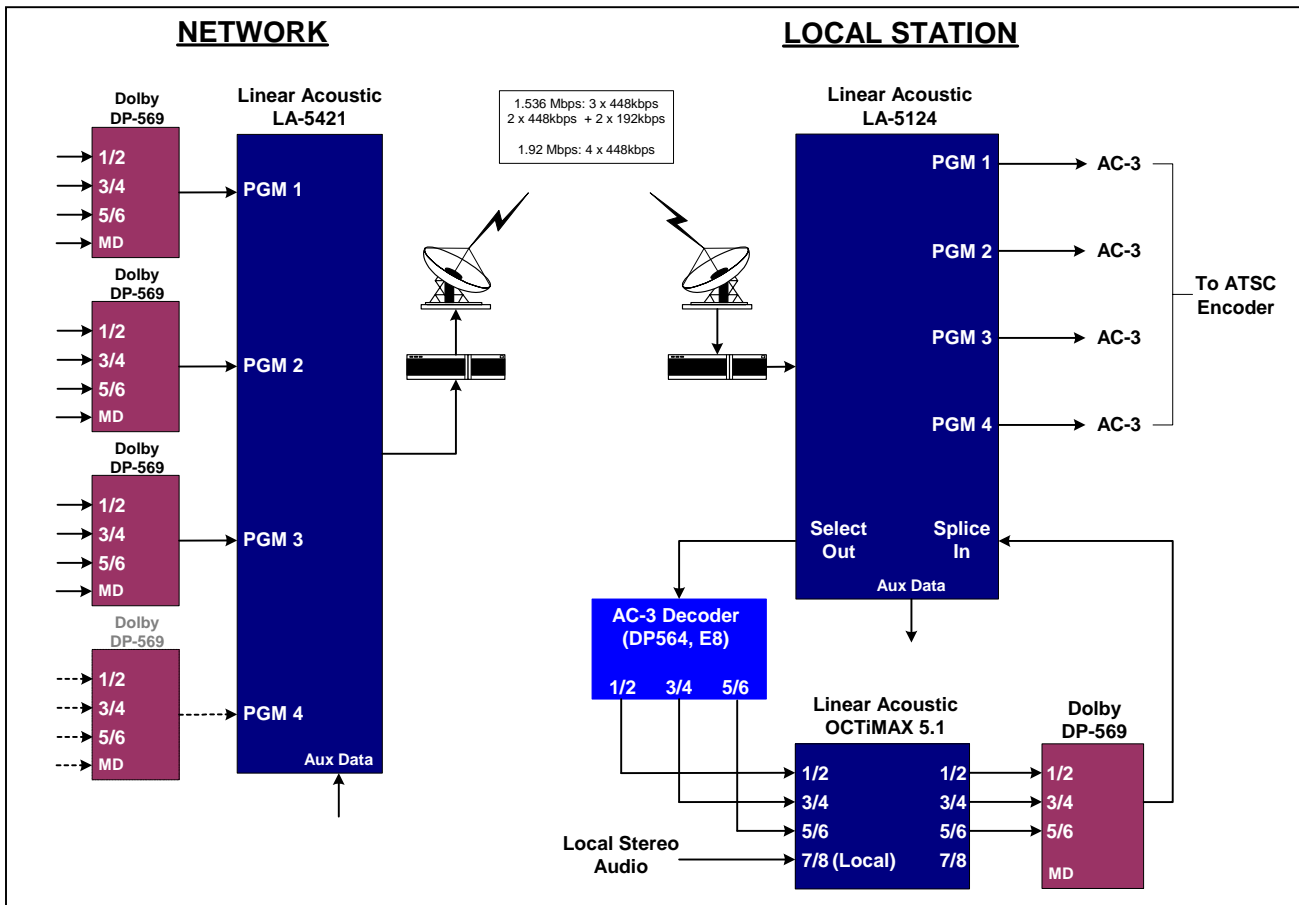 NETWORK
LOCAL STATION
Dolby
DP-569
1/2
3/4
5/6
MD
Dolby
DP-569
1/2
3/4
5/6
MD
Dolby
DP-569
1/2
3/4
5/6
MD
Dolby
DP-569
1/2
3/4
5/6
MD
Linear Acoustic
LA-5421
PGM 1
PGM 2
PGM 3
PGM 4
Aux Data
1.536 Mbps: 3 x 448kbps
2 x 448kbps + 2 x 192kbps
1.92 Mbps: 4 x 448kbps
Linear Acoustic
LA-5124
PGM 1
PGM 2
PGM 3
PGM 4
Select
Out
Splice
In
Aux Data
AC-3
AC-3
AC-3
AC-3
To ATSC
Encoder
AC-3 Decoder
(DP564, E8)
1/2 3/4 5/6
Linear Acoustic
OCTiMAX 5.1
1/2 1/2
3/4 3/4
5/6 5/6
7/8 (Local) 7/8
Local Stereo
Audio
Dolby
DP-569
1/2
3/4
5/6
MD